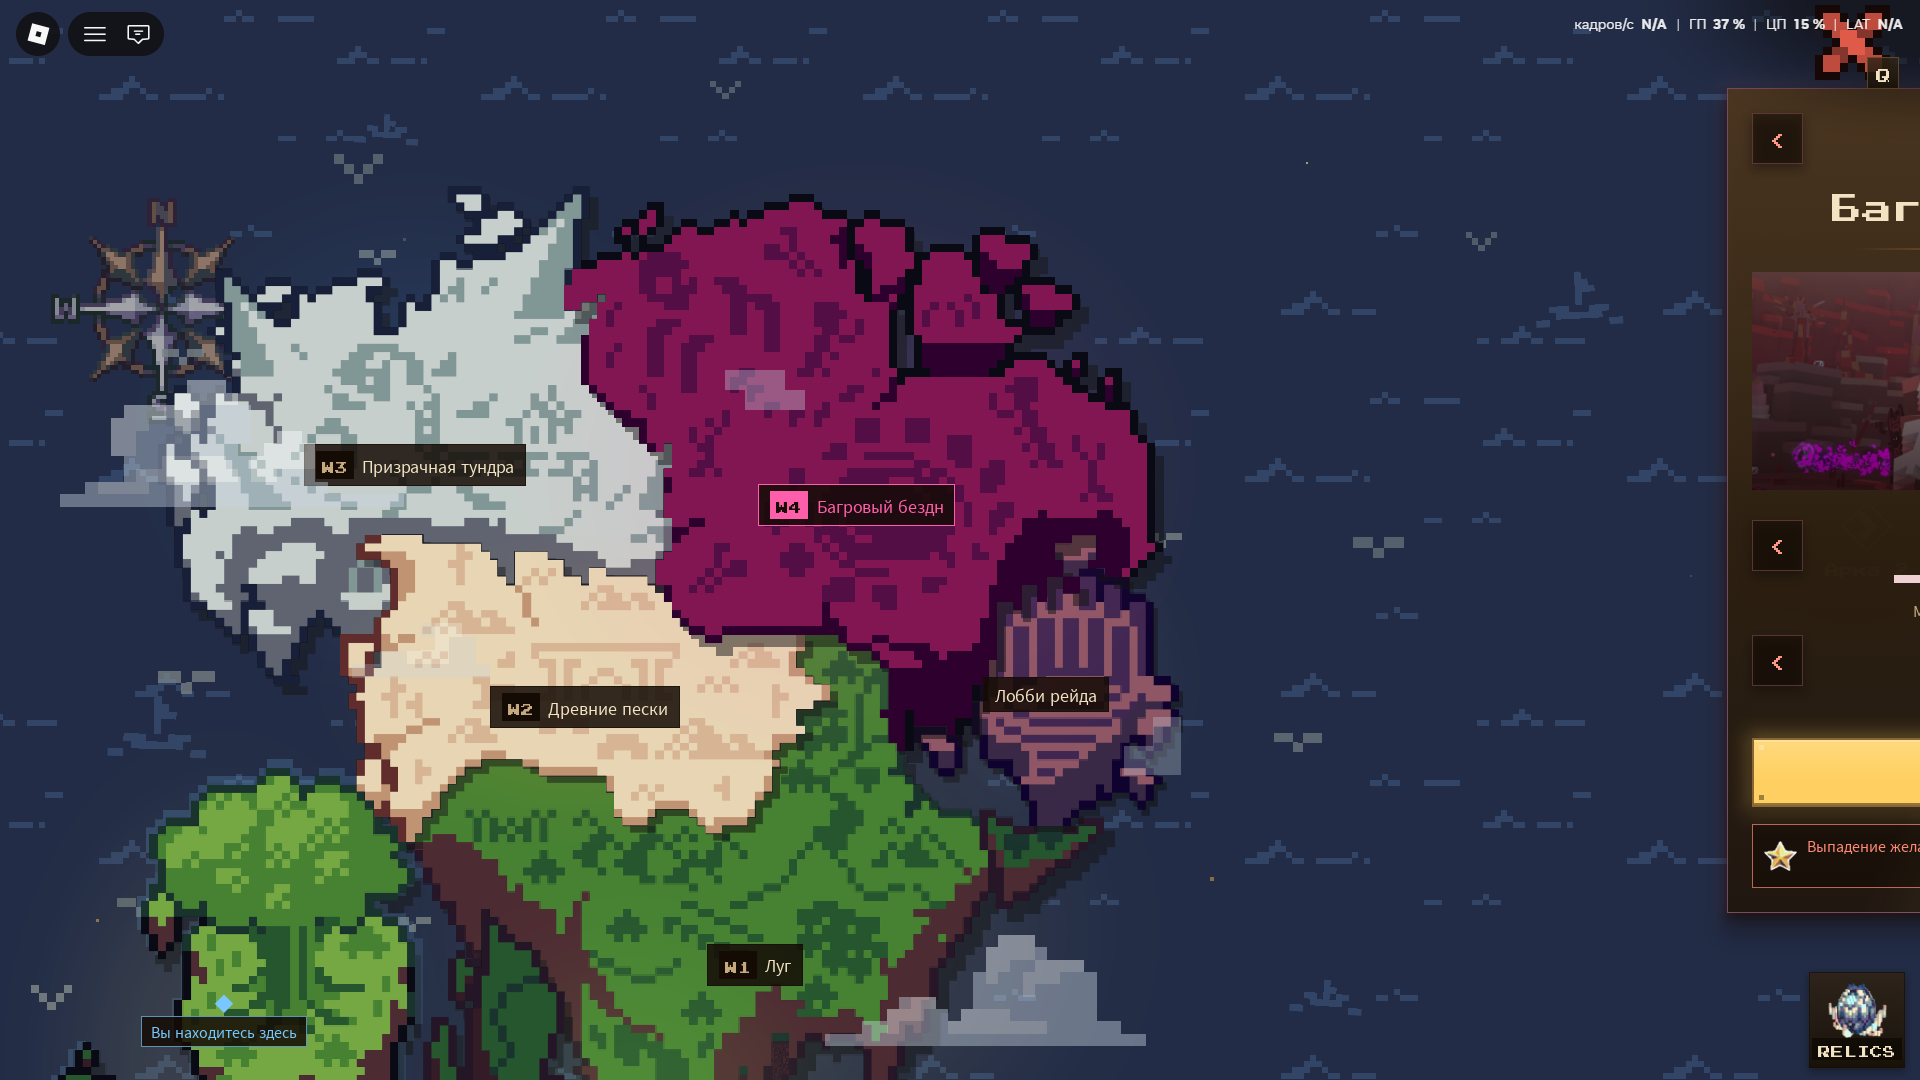 кадров/с N/A | ГП 37 % | ЦП 15 % | LAT N/A
Q
Баг
N
W
S
W3 Призрачная тундра
W4 Багровый бездн
Лобби рейда
W2 Древние пески
Выпадение жела
W1 Луг
Вы находитесь здесь
RELICS